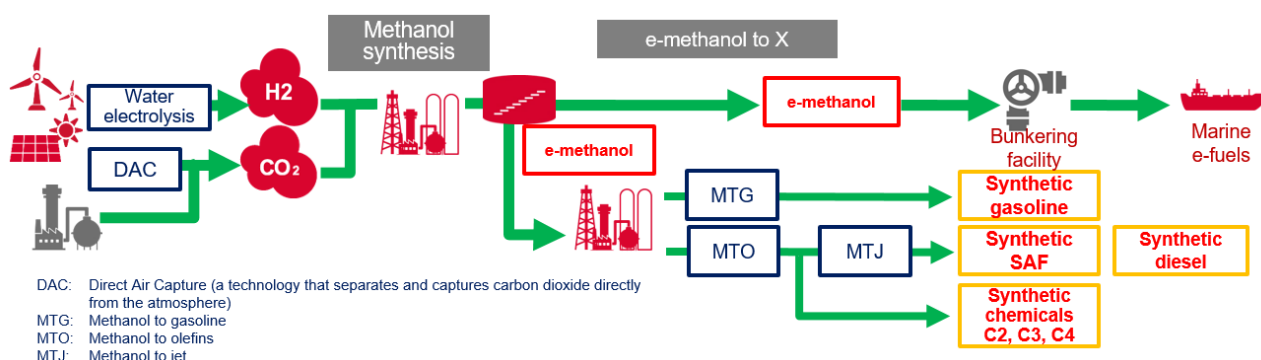 Methanol
synthesis
e-methanol to X
Water
electrolysis
H2
e-methanol
Bunkering
facility
Marine
e-fuels
e-methanol
DAC
CO₂
MTG
Synthetic
gasoline
MTO
MTJ
Synthetic
SAF
Synthetic
diesel
Synthetic
chemicals
C2, C3, C4
DAC: Direct Air Capture (a technology that separates and captures carbon dioxide directly
from the atmosphere)
MTG: Methanol to gasoline
MTO: Methanol to olefins
MTJ: Methanol to jet